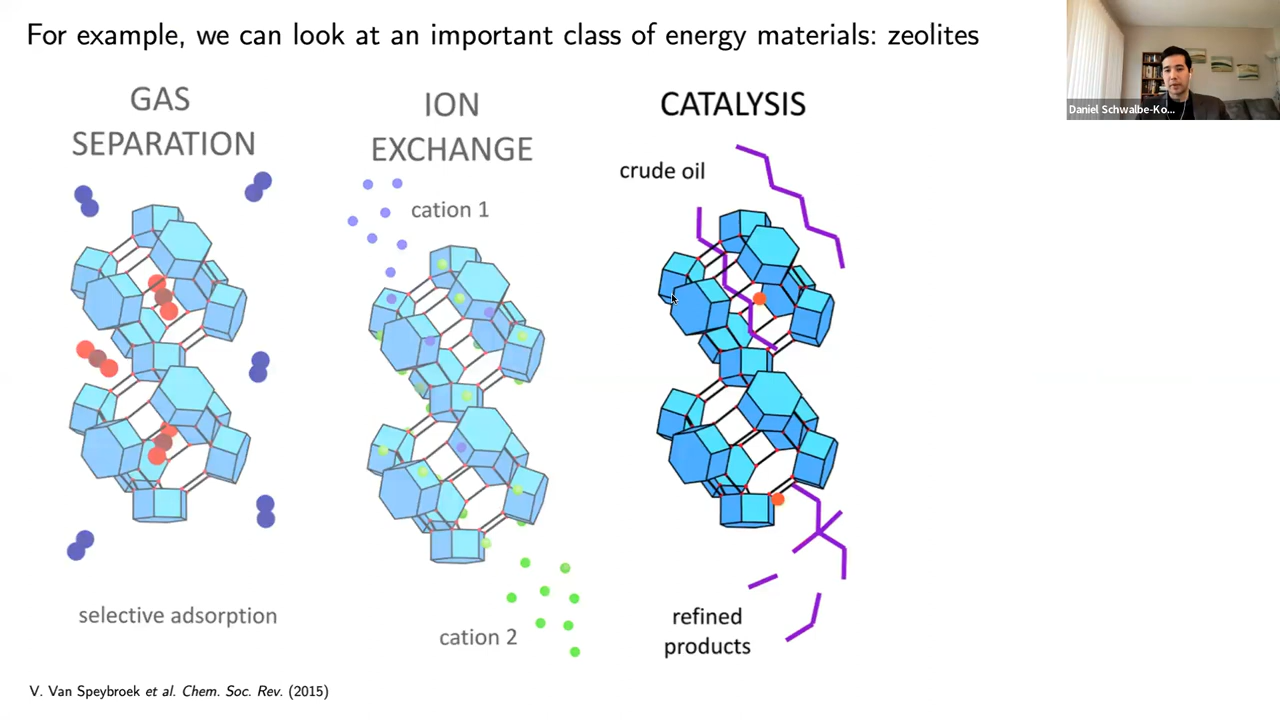 For example, we can look at an important class of energy materials: zeolites
Daniel Schwalbe-Ko...
GAS
SEPARATION
selective adsorption
ION
EXCHANGE
cation 1
cation 2
CATALYSIS
crude oil
refined
products
V. Van Speybroek et al. Chem. Soc. Rev. (2015)